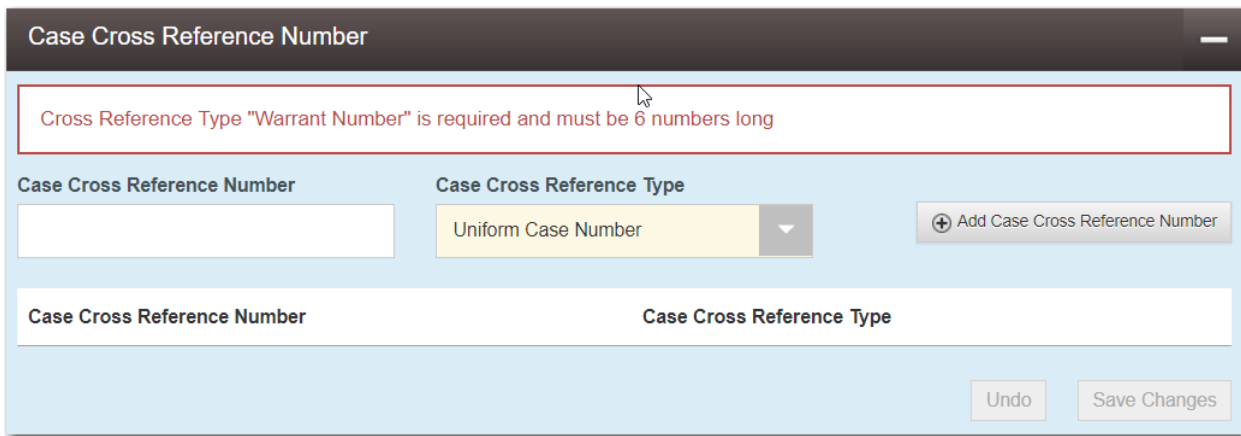 Case Cross Reference Number
Cross Reference Type "Warrant Number" is required and must be 6 numbers long
Case Cross Reference Number Case Cross Reference Type
Uniform Case Number
Add Case Cross Reference Number
Case Cross Reference Number Case Cross Reference Type
Undo Save Changes